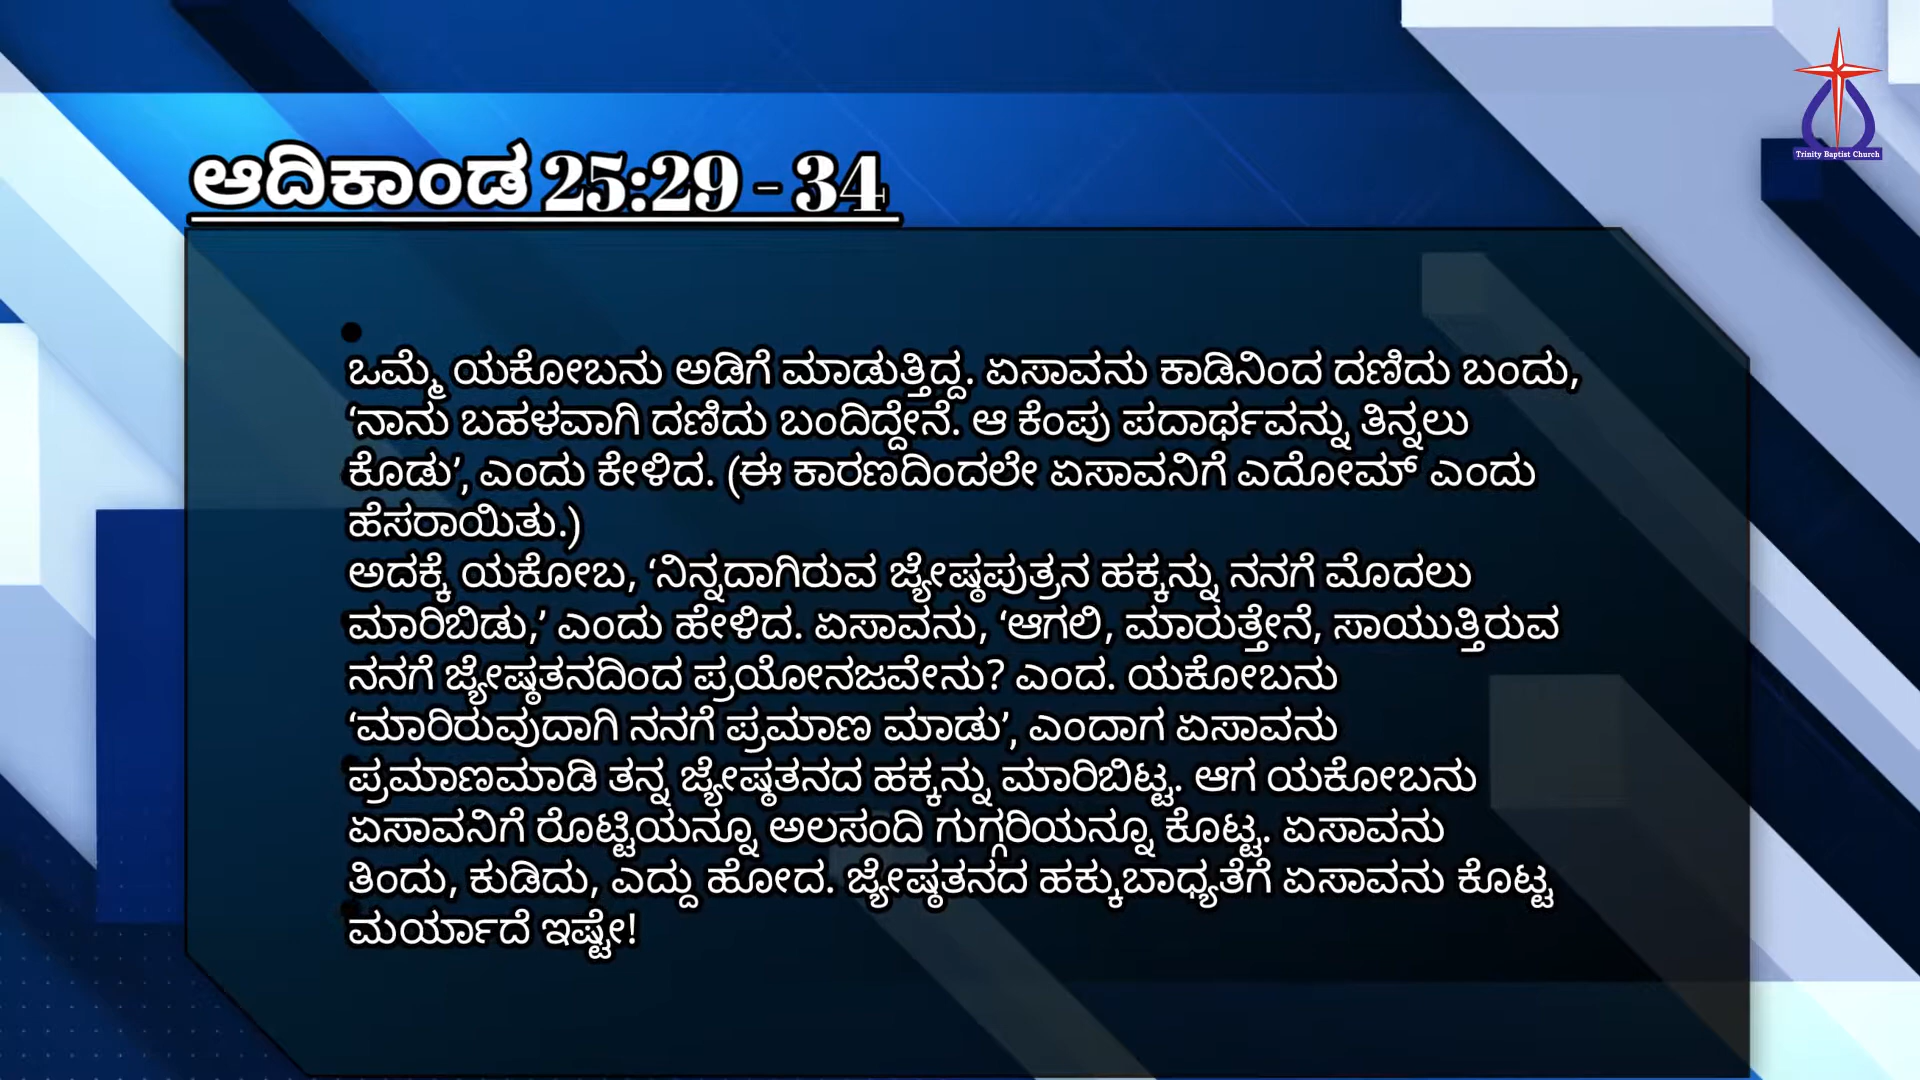 Trinity Baptist Church
ಆದಿಕಾಂಡ 25:29 - 34
ಒಮ್ಮೆ ಯಕೋಬನು ಅಡಿಗೆ ಮಾಡುತ್ತಿದ್ದ. ಏಸಾವನು ಕಾಡಿನಿಂದ ದಣಿದು ಬಂದು,
‘ನಾನು ಬಹಳವಾಗಿ ದಣಿದು ಬಂದಿದ್ದೇನೆ. ಆ ಕೆಂಪು ಪದಾರ್ಥವನ್ನು ತಿನ್ನಲು
ಕೊಡು’, ಎಂದು ಕೇಳಿದ. (ಈ ಕಾರಣದಿಂದಲೇ ಏಸಾವನಿಗೆ ಎದೋಮ್ ಎಂದು
ಹೆಸರಾಯಿತು.)
ಅದಕ್ಕೆ ಯಕೋಬ, ‘ನಿನ್ನದಾಗಿರುವ ಜ್ಯೇಷ್ಠಪುತ್ರನ ಹಕ್ಕನ್ನು ನನಗೆ ಮೊದಲು
ಮಾರಿಬಿಡು,’ ಎಂದು ಹೇಳಿದ. ಏಸಾವನು, ‘ಆಗಲಿ, ಮಾರುತ್ತೇನೆ, ಸಾಯುತ್ತಿರುವ
ನನಗೆ ಜ್ಯೇಷ್ಠತನದಿಂದ ಪ್ರಯೋನಜವೇನು? ಎಂದ. ಯಕೋಬನು
‘ಮಾರಿರುವುದಾಗಿ ನನಗೆ ಪ್ರಮಾಣ ಮಾಡು’, ಎಂದಾಗ ಏಸಾವನು
ಪ್ರಮಾಣಮಾಡಿ ತನ್ನ ಜ್ಯೇಷ್ಠತನದ ಹಕ್ಕನ್ನು ಮಾರಿಬಿಟ್ಟ. ಆಗ ಯಕೋಬನು
ಏಸಾವನಿಗೆ ರೊಟ್ಟಿಯನ್ನೂ ಅಲಸಂದಿ ಗುಗ್ಗರಿಯನ್ನೂ ಕೊಟ್ಟ. ಏಸಾವನು
ತಿಂದು, ಕುಡಿದು, ಎದ್ದು ಹೋದ. ಜ್ಯೇಷ್ಠತನದ ಹಕ್ಕುಬಾಧ್ಯತೆಗೆ ಏಸಾವನು ಕೊಟ್ಟ
ಮರ್ಯಾದೆ ಇಷ್ಟೇ!